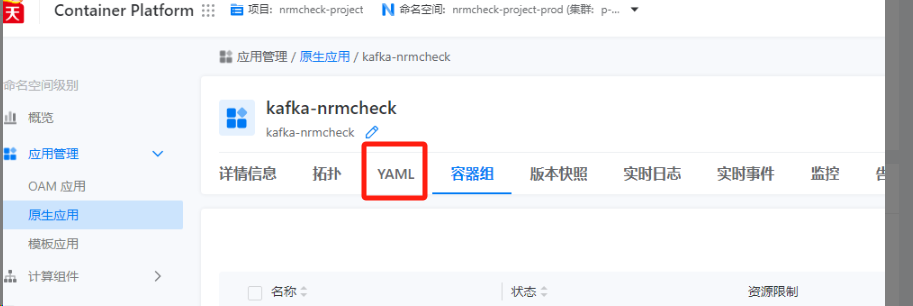 天 Container Platform 项目: nrmcheck-project 命名空间: nrmcheck-project-prod (集群: p-...
应用管理 / 原生应用 / kafka-nrmcheck
命名空间级别
概览
应用管理
OAM 应用
原生应用
模板应用
计算组件
kafka-nrmcheck
kafka-nrmcheck
详情信息 拓扑 YAML 容器组 版本快照 实时日志 实时事件 监控
名称 状态 资源限制